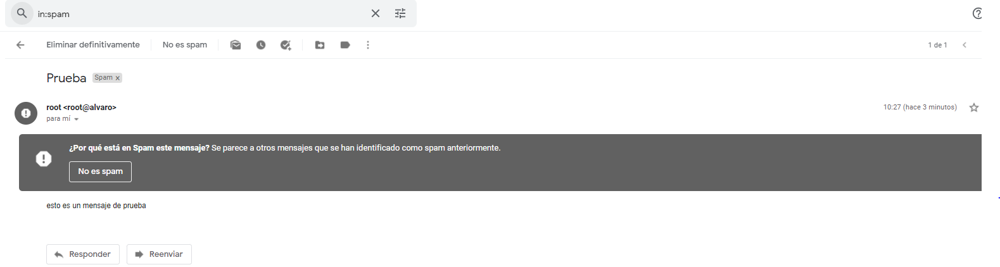 in:spam
Eliminar definitivamente No es spam 1 de 1
Prueba Spam x
root <root@alvaro> 10:27 (hace 3 minutos)
para mí
¿Por qué está en Spam este mensaje? Se parece a otros mensajes que se han identificado como spam anteriormente.
No es spam
esto es un mensaje de prueba
Responder Reenviar